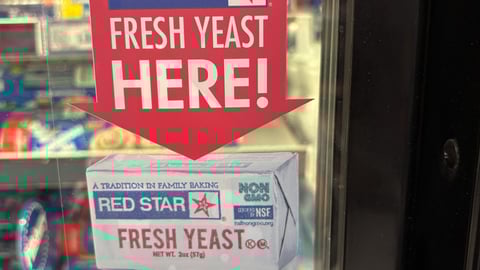 FRESH YEAST
HERE!
A TRADITION IN FAMILY BAKING
RED STAR
NON
GMO
NSF
FRESH YEAST
NET WT. 2oz (57g)